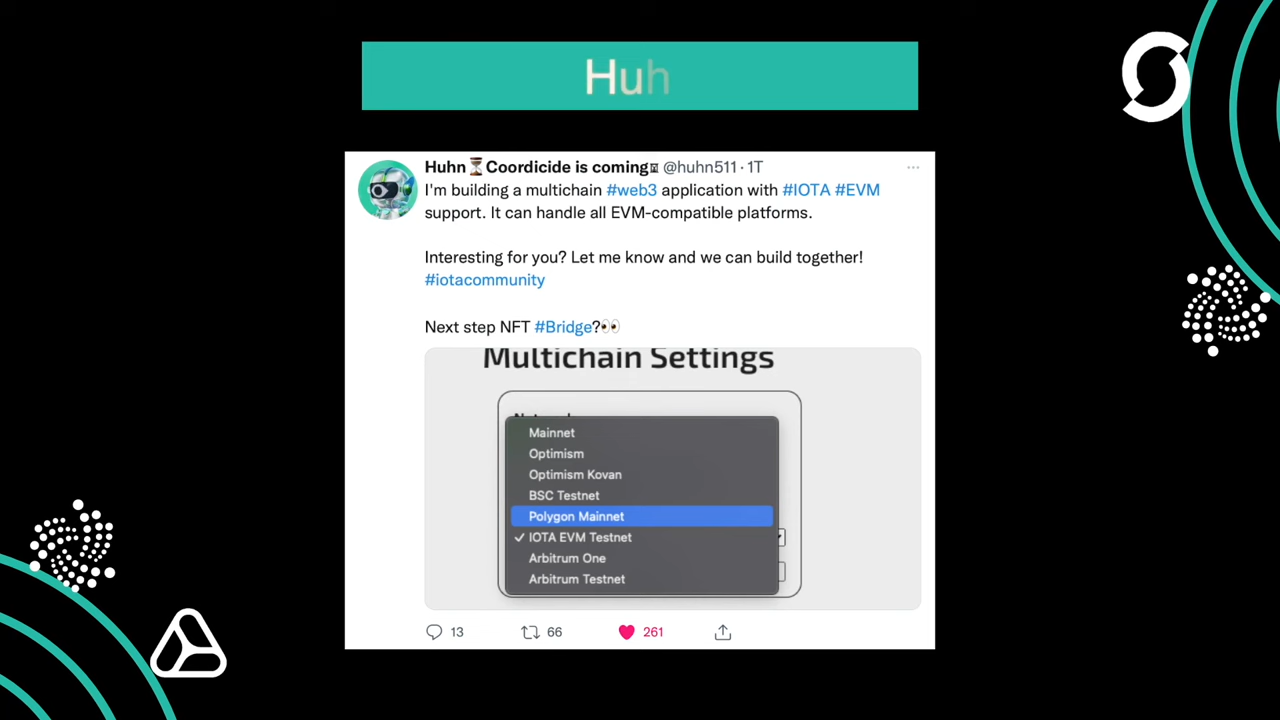 Huh
Huhn⏳Coordicide is coming @huhn511 · 1T
I'm building a multichain #web3 application with #IOTA #EVM
support. It can handle all EVM-compatible platforms.
Interesting for you? Let me know and we can build together!
#iotacommunity
Next step NFT #Bridge?👀
Multichain Settings
Mainnet
Optimism
Optimism Kovan
BSC Testnet
Polygon Mainnet
✓ IOTA EVM Testnet
Arbitrum One
Arbitrum Testnet
13 66 261